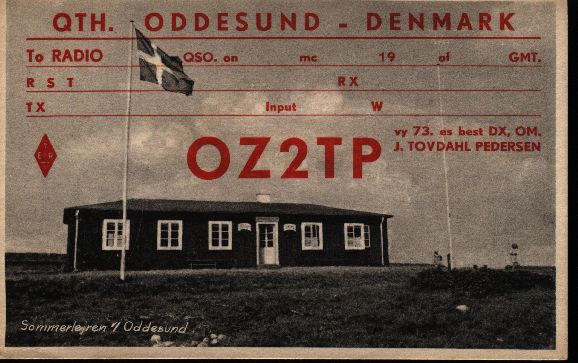 QTH. ODDESUND - DENMARK
To RADIO QSO. on mc 19 of GMT.
R S T RX
TX Input W
OZ2TP
vy 73. es best DX, OM.
J. TOVDAHL PEDERSEN
Sommerlejren v/ Oddesund